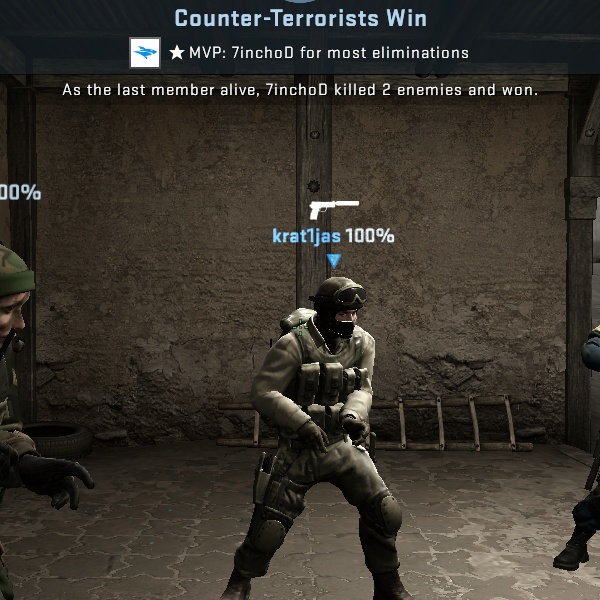 Counter-Terrorists Win
★ MVP: 7inchoD for most eliminations
As the last member alive, 7inchoD killed 2 enemies and won.
00%
krat1jas 100%